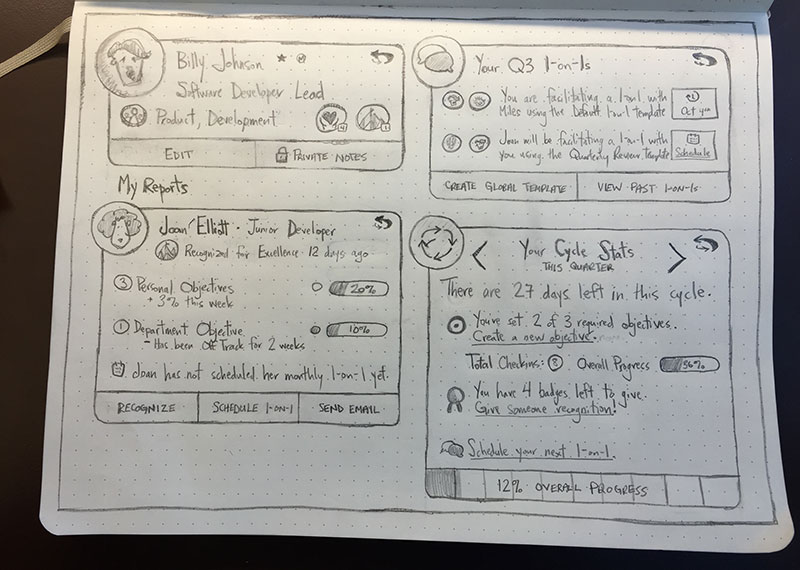 Billy Johnson
Software Developer Lead
Product, Development
4
1
EDIT
PRIVATE NOTES
My Reports
Joan Elliott · Junior Developer
Recognized for Excellence · 12 days ago
3 Personal Objectives
+ 3% this week
20%
1 Department Objective
- Has been Off Track for 2 weeks
10%
Joan has not scheduled her monthly 1-on-1 yet.
RECOGNIZE
SCHEDULE 1-ON-1
SEND EMAIL
Your Q3 1-on-1s
You are facilitating a 1-on-1 with
Miles using the Default 1-on-1 Template
Oct 4th
Joan will be facilitating a 1-on-1 with
you using the Quarterly Review Template
Schedule
CREATE GLOBAL TEMPLATE
VIEW PAST 1-ON-1s
Your Cycle Stats
THIS QUARTER
There are 27 days left in this cycle.
You've set 2 of 3 required objectives.
Create a new objective.
Total Checkins: 8 Overall Progress 36%
You have 4 badges left to give.
Give someone recognition!
Schedule your next 1-on-1.
12% OVERALL PROGRESS